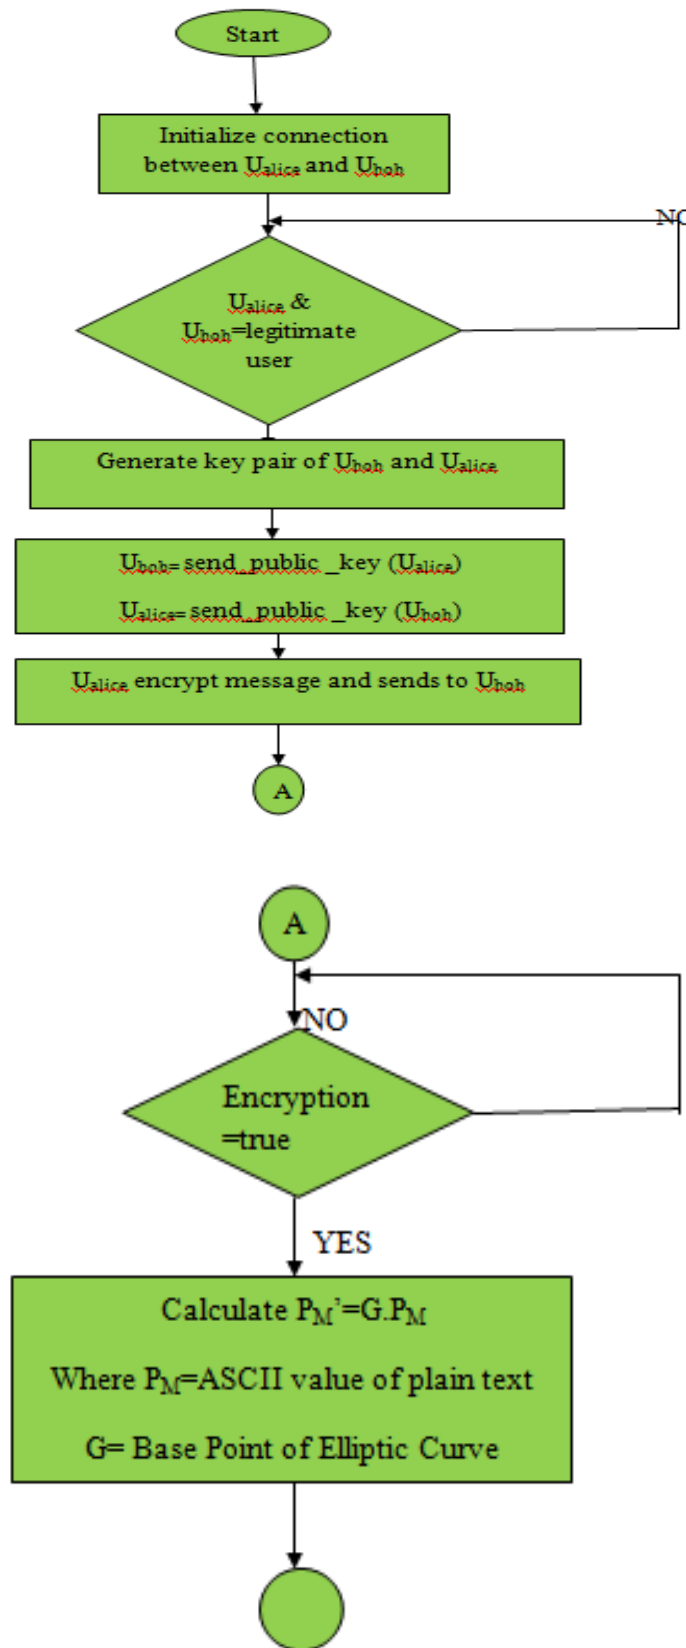 Start
Initialize connection
between Ualice and Ubob
NO
Ualice &
Ubob=legitimate
user
Generate key pair of Ubob and Ualice
Ubob= send_public _key (Ualice)
Ualice= send_public _key (Ubob)
Ualice encrypt message and sends to Ubob
A
A
NO
Encryption
=true
YES
Calculate PM’=G.PM
Where PM=ASCII value of plain text
G= Base Point of Elliptic Curve